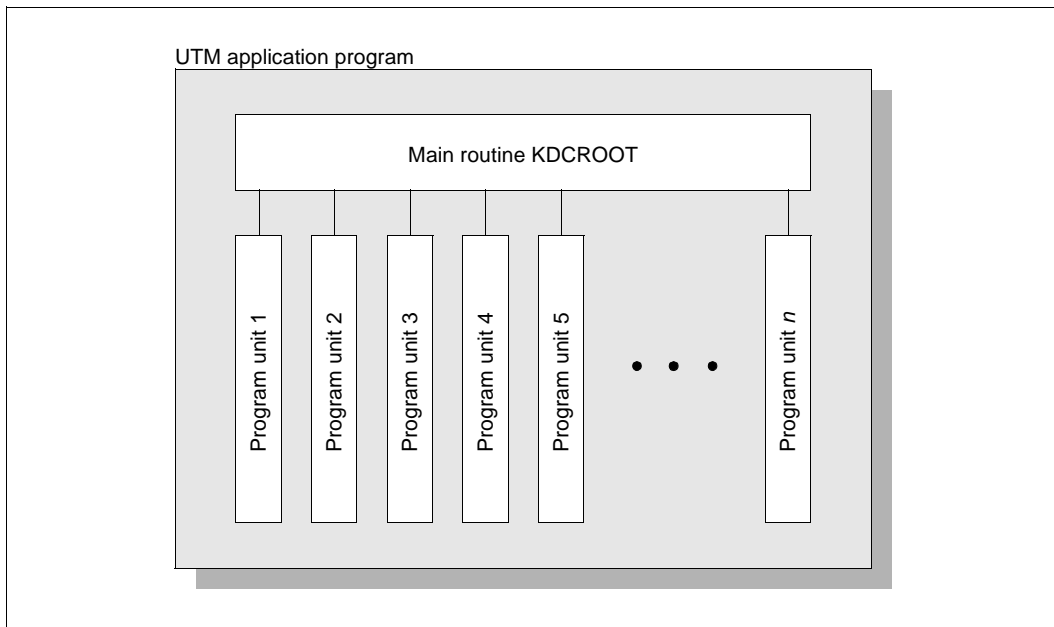 UTM application program
Main routine KDCROOT
Program unit 1
Program unit 2
Program unit 3
Program unit 4
Program unit 5
• • •
Program unit n